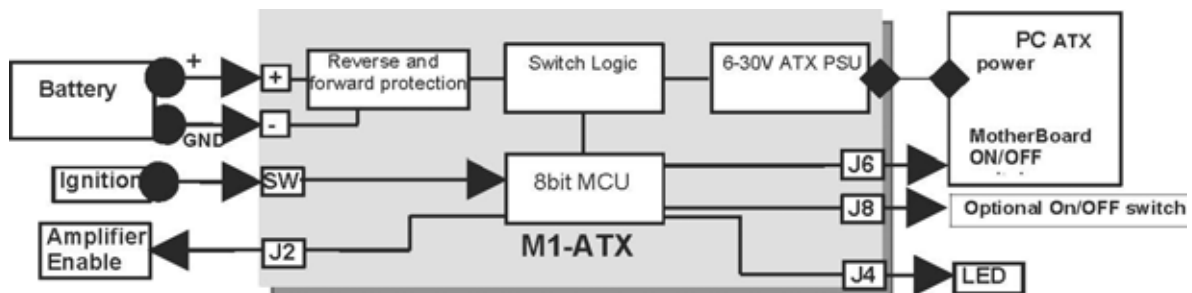 Battery
+
GND
+
-
Reverse and
forward protection
Switch Logic
6-30V ATX PSU
PC ATX
power
MotherBoard
ON/OFF
Ignition
SW
8bit MCU
J6
J8
Optional On/OFF switch
Amplifier
Enable
J2
M1-ATX
J4
LED